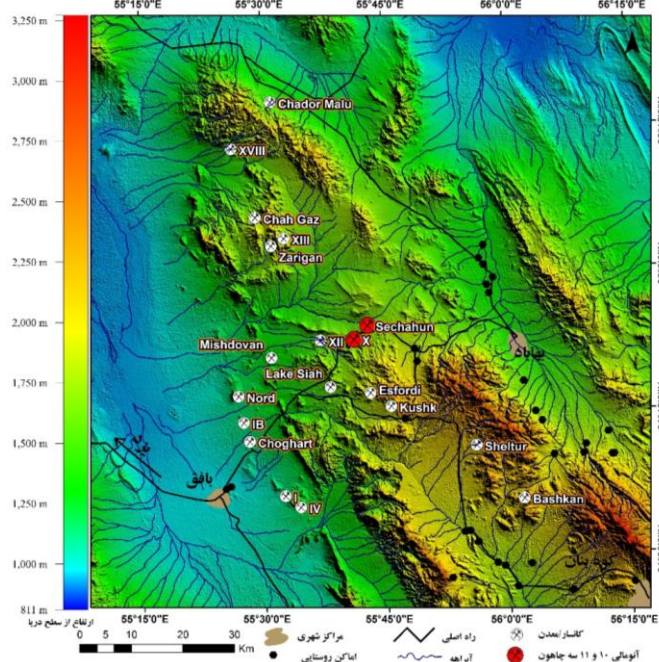 55°15'0"E 55°30'0"E 55°45'0"E 56°0'0"E 56°15'0"E
3,250 m
3,000 m
2,750 m
2,500 m
2,250 m
2,000 m
1,750 m
1,500 m
1,250 m
1,000 m
811 m
Chador Malu
XVIII
Chah Gaz
XIII
Zarigan
Sechahun
XII
X
Mishdovan
بهاباد
Lake Siah
Esfordi
Nord
Kushk
IB
Choghart
Sheltur
یزد
بافق
I
Bashkan
IV
کوه بنان
55°15'0"E 55°30'0"E 55°45'0"E 56°0'0"E 56°15'0"E
ارتفاع از سطح دریا
0 5 10 20 30
Km
مراکز شهری
اماکن روستایی
راه اصلی
آبراهه
کانسار/معدن
آنومالی ۱۰ و ۱۱ سه چاهون